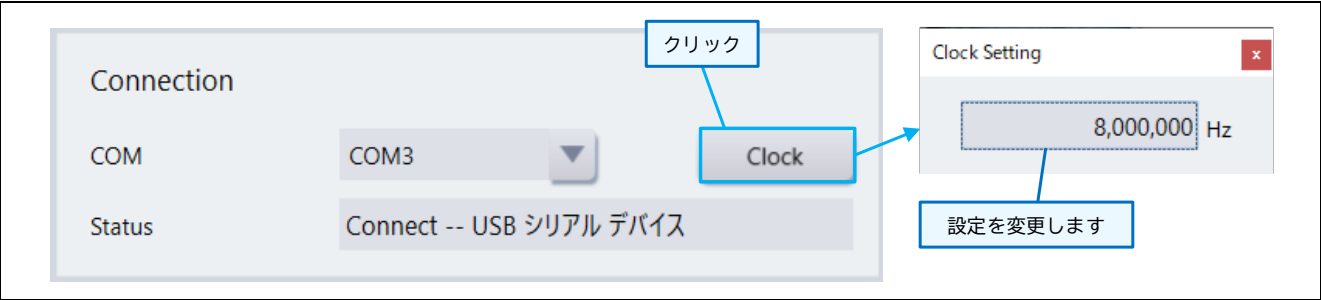 クリック
Connection
COM
COM3
Clock
Status
Connect -- USB シリアル デバイス
Clock Setting
x
8,000,000 Hz
設定を変更します